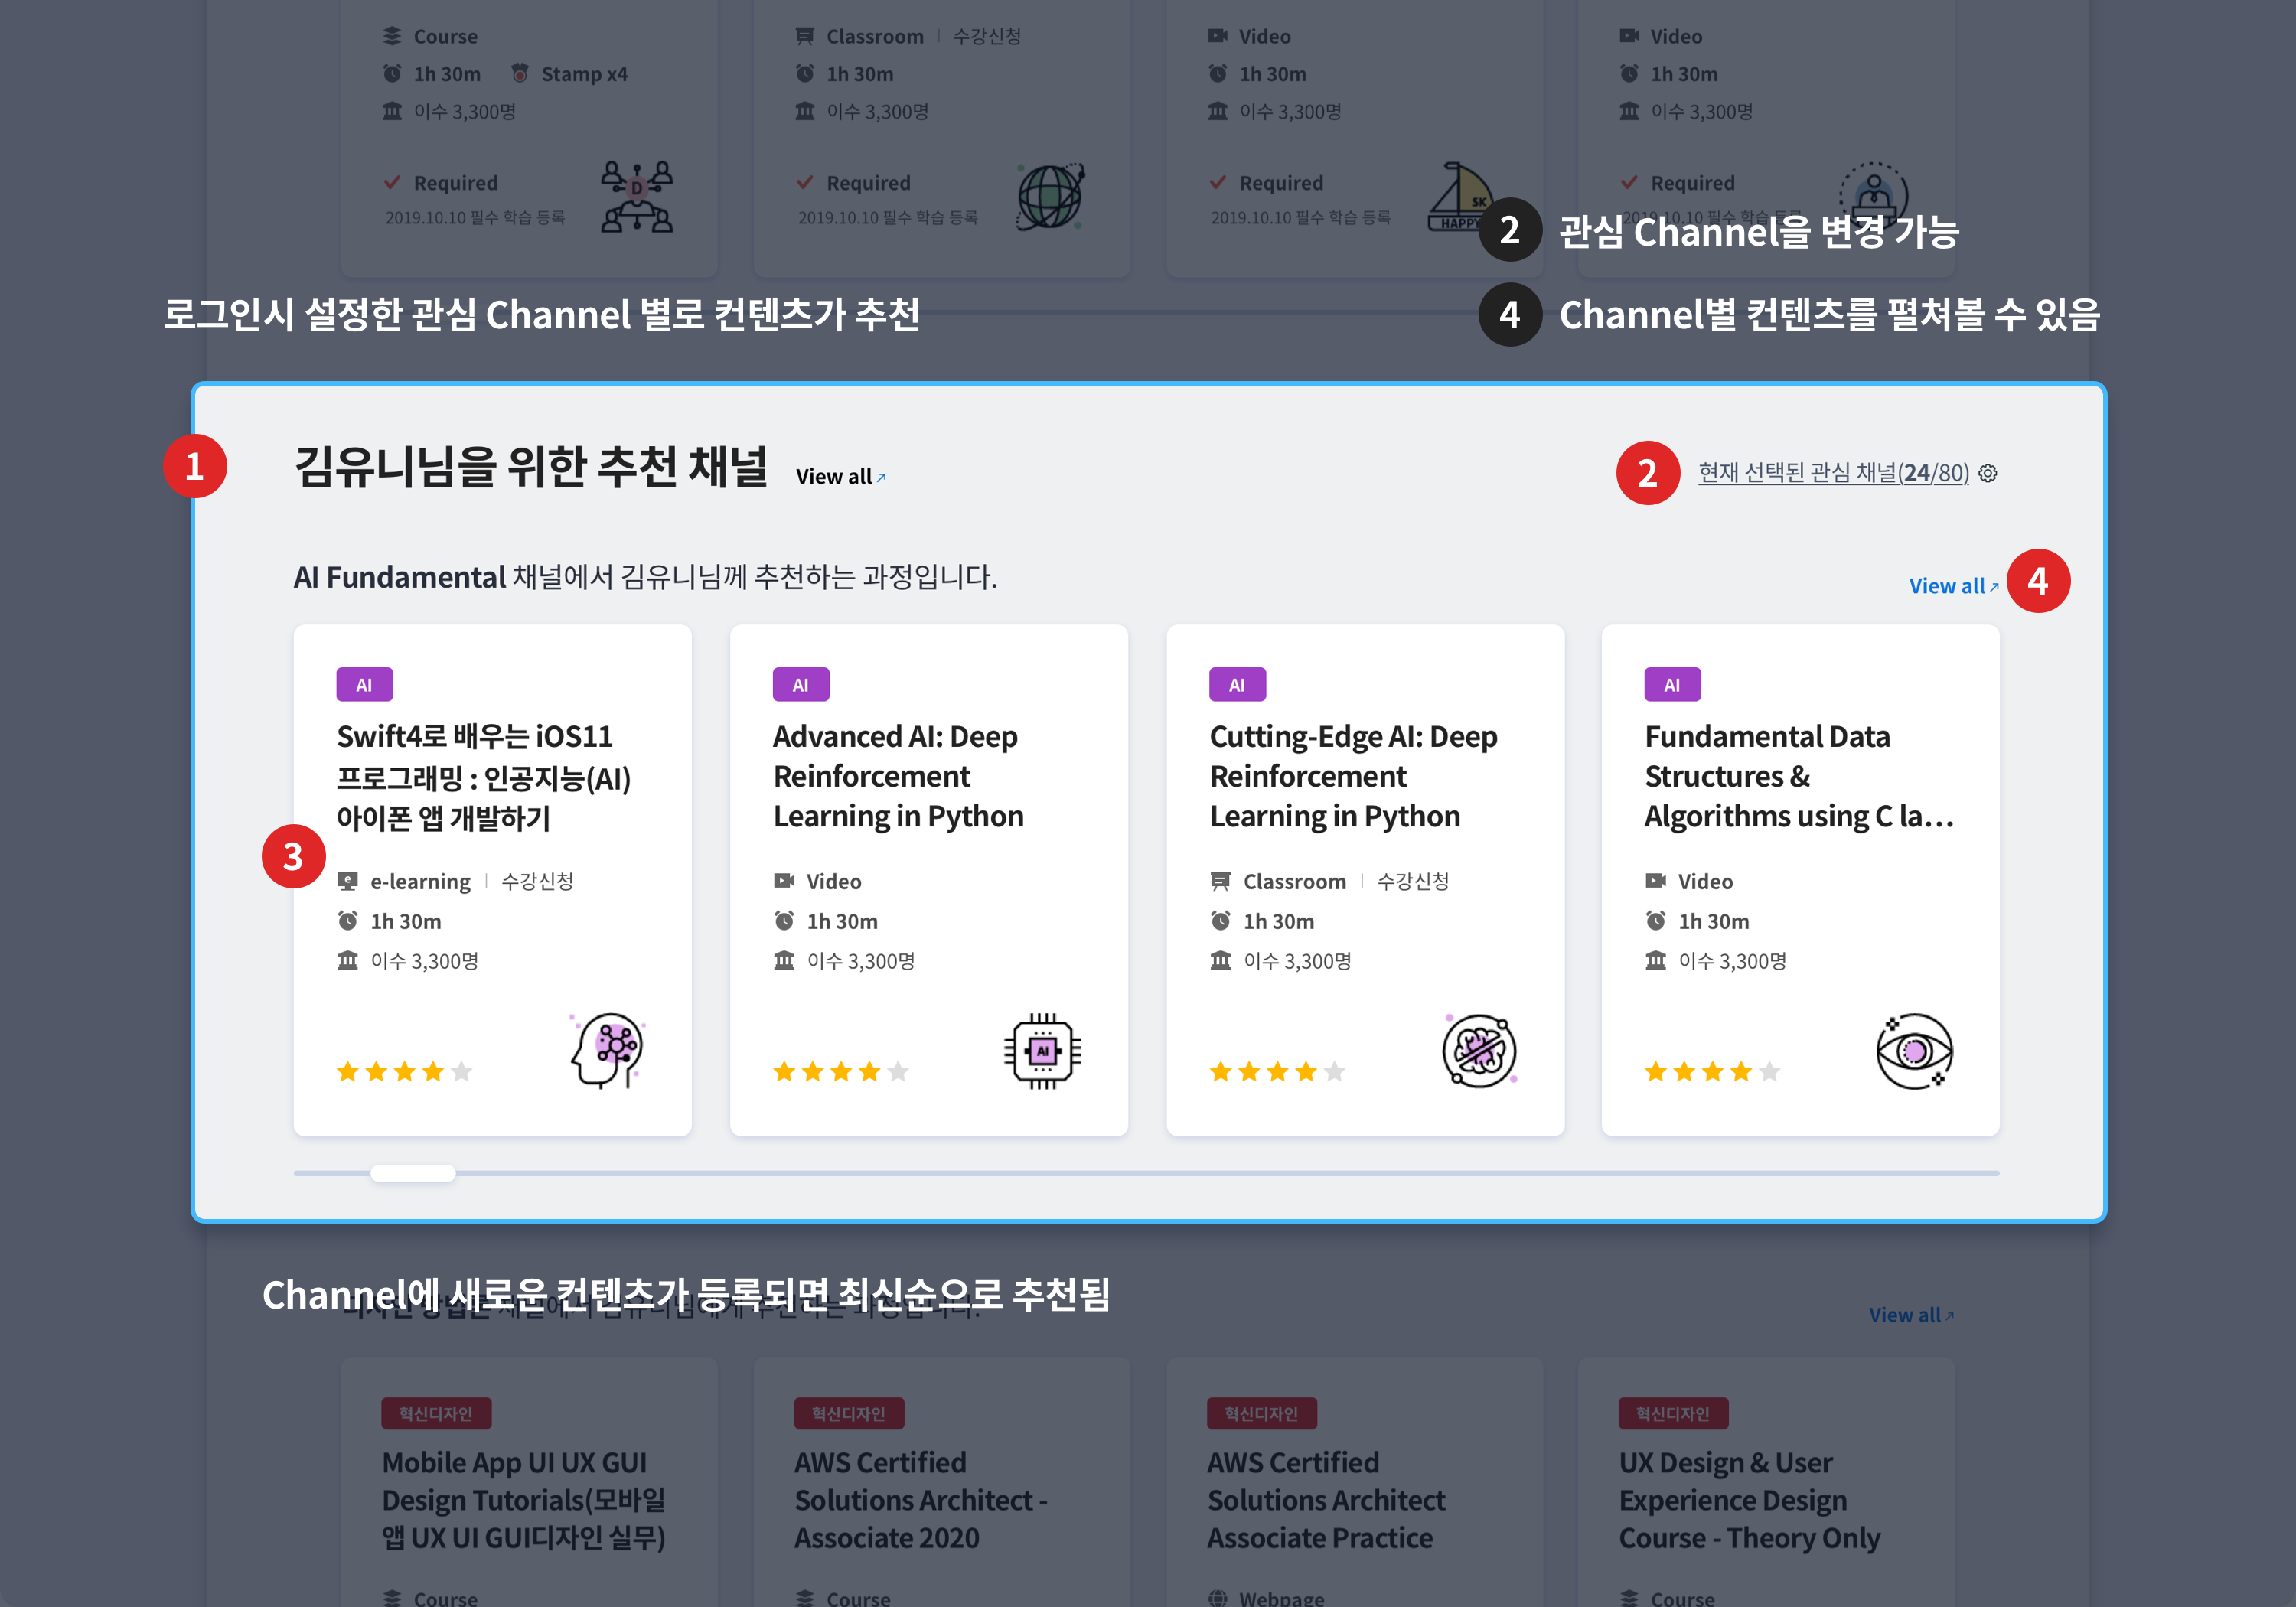 Course
1h 30m Stamp x4
이수 3,300명
Required
2019.10.10 필수 학습 등록
D
Classroom | 수강신청
1h 30m
이수 3,300명
Required
2019.10.10 필수 학습 등록
Video
1h 30m
이수 3,300명
Required
2019.10.10 필수 학습 등록
SK
HAPPY
Video
1h 30m
이수 3,300명
Required
2019.10.10 필수 학습 등록
2 관심 Channel을 변경 가능
로그인시 설정한 관심 Channel 별로 컨텐츠가 추천
4 Channel별 컨텐츠를 펼쳐볼 수 있음
1
김유니님을 위한 추천 채널 View all
2
현재 선택된 관심 채널(24/80)
AI Fundamental 채널에서 김유니님께 추천하는 과정입니다.
View all
4
AI
Swift4로 배우는 iOS11
프로그래밍 : 인공지능(AI)
아이폰 앱 개발하기
3
e-learning | 수강신청
1h 30m
이수 3,300명
AI
Advanced AI: Deep
Reinforcement
Learning in Python
Video
1h 30m
이수 3,300명
AI
AI
Cutting-Edge AI: Deep
Reinforcement
Learning in Python
Classroom | 수강신청
1h 30m
이수 3,300명
AI
Fundamental Data
Structures &
Algorithms using C la...
Video
1h 30m
이수 3,300명
Channel에 새로운 컨텐츠가 등록되면 최신순으로 추천됨
View all
혁신디자인
Mobile App UI UX GUI
Design Tutorials(모바일
앱 UX UI GUI디자인 실무)
Course
혁신디자인
AWS Certified
Solutions Architect -
Associate 2020
Course
혁신디자인
AWS Certified
Solutions Architect
Associate Practice
Webpage
혁신디자인
UX Design & User
Experience Design
Course - Theory Only
Course